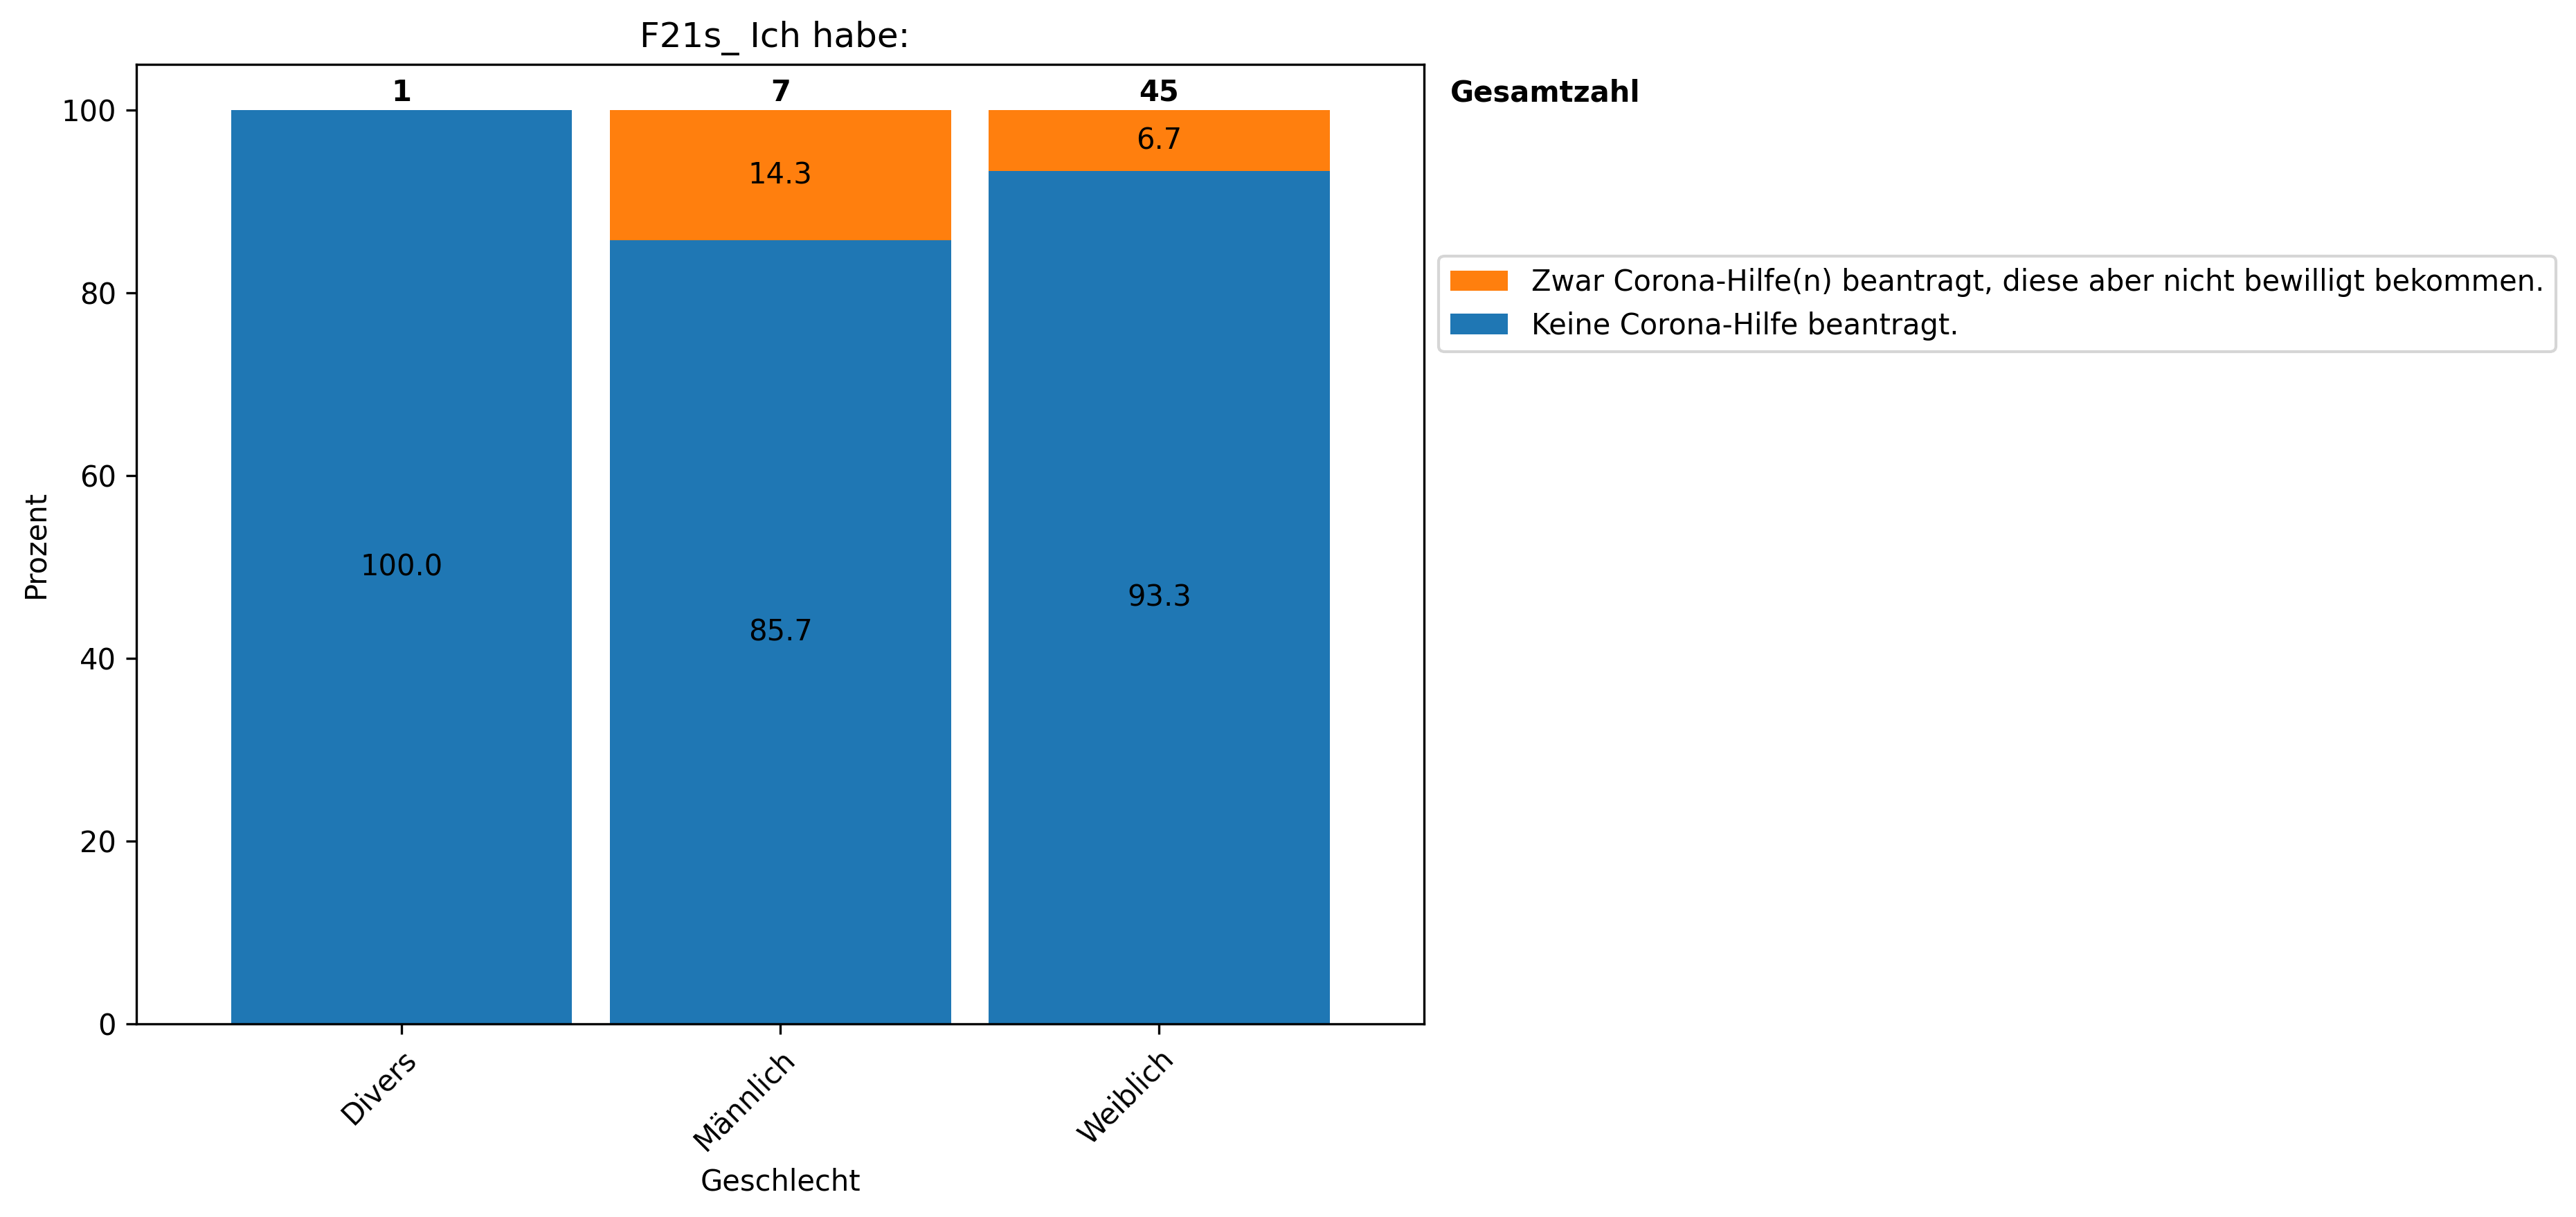 F21s_ Ich habe:
1 7 45 Gesamtzahl
100
80
60
40
20
0
Prozent
14.3
6.7
100.0
85.7
93.3
Zwar Corona-Hilfe(n) beantragt, diese aber nicht bewilligt bekommen.
Keine Corona-Hilfe beantragt.
Divers
Männlich
Weiblich
Geschlecht